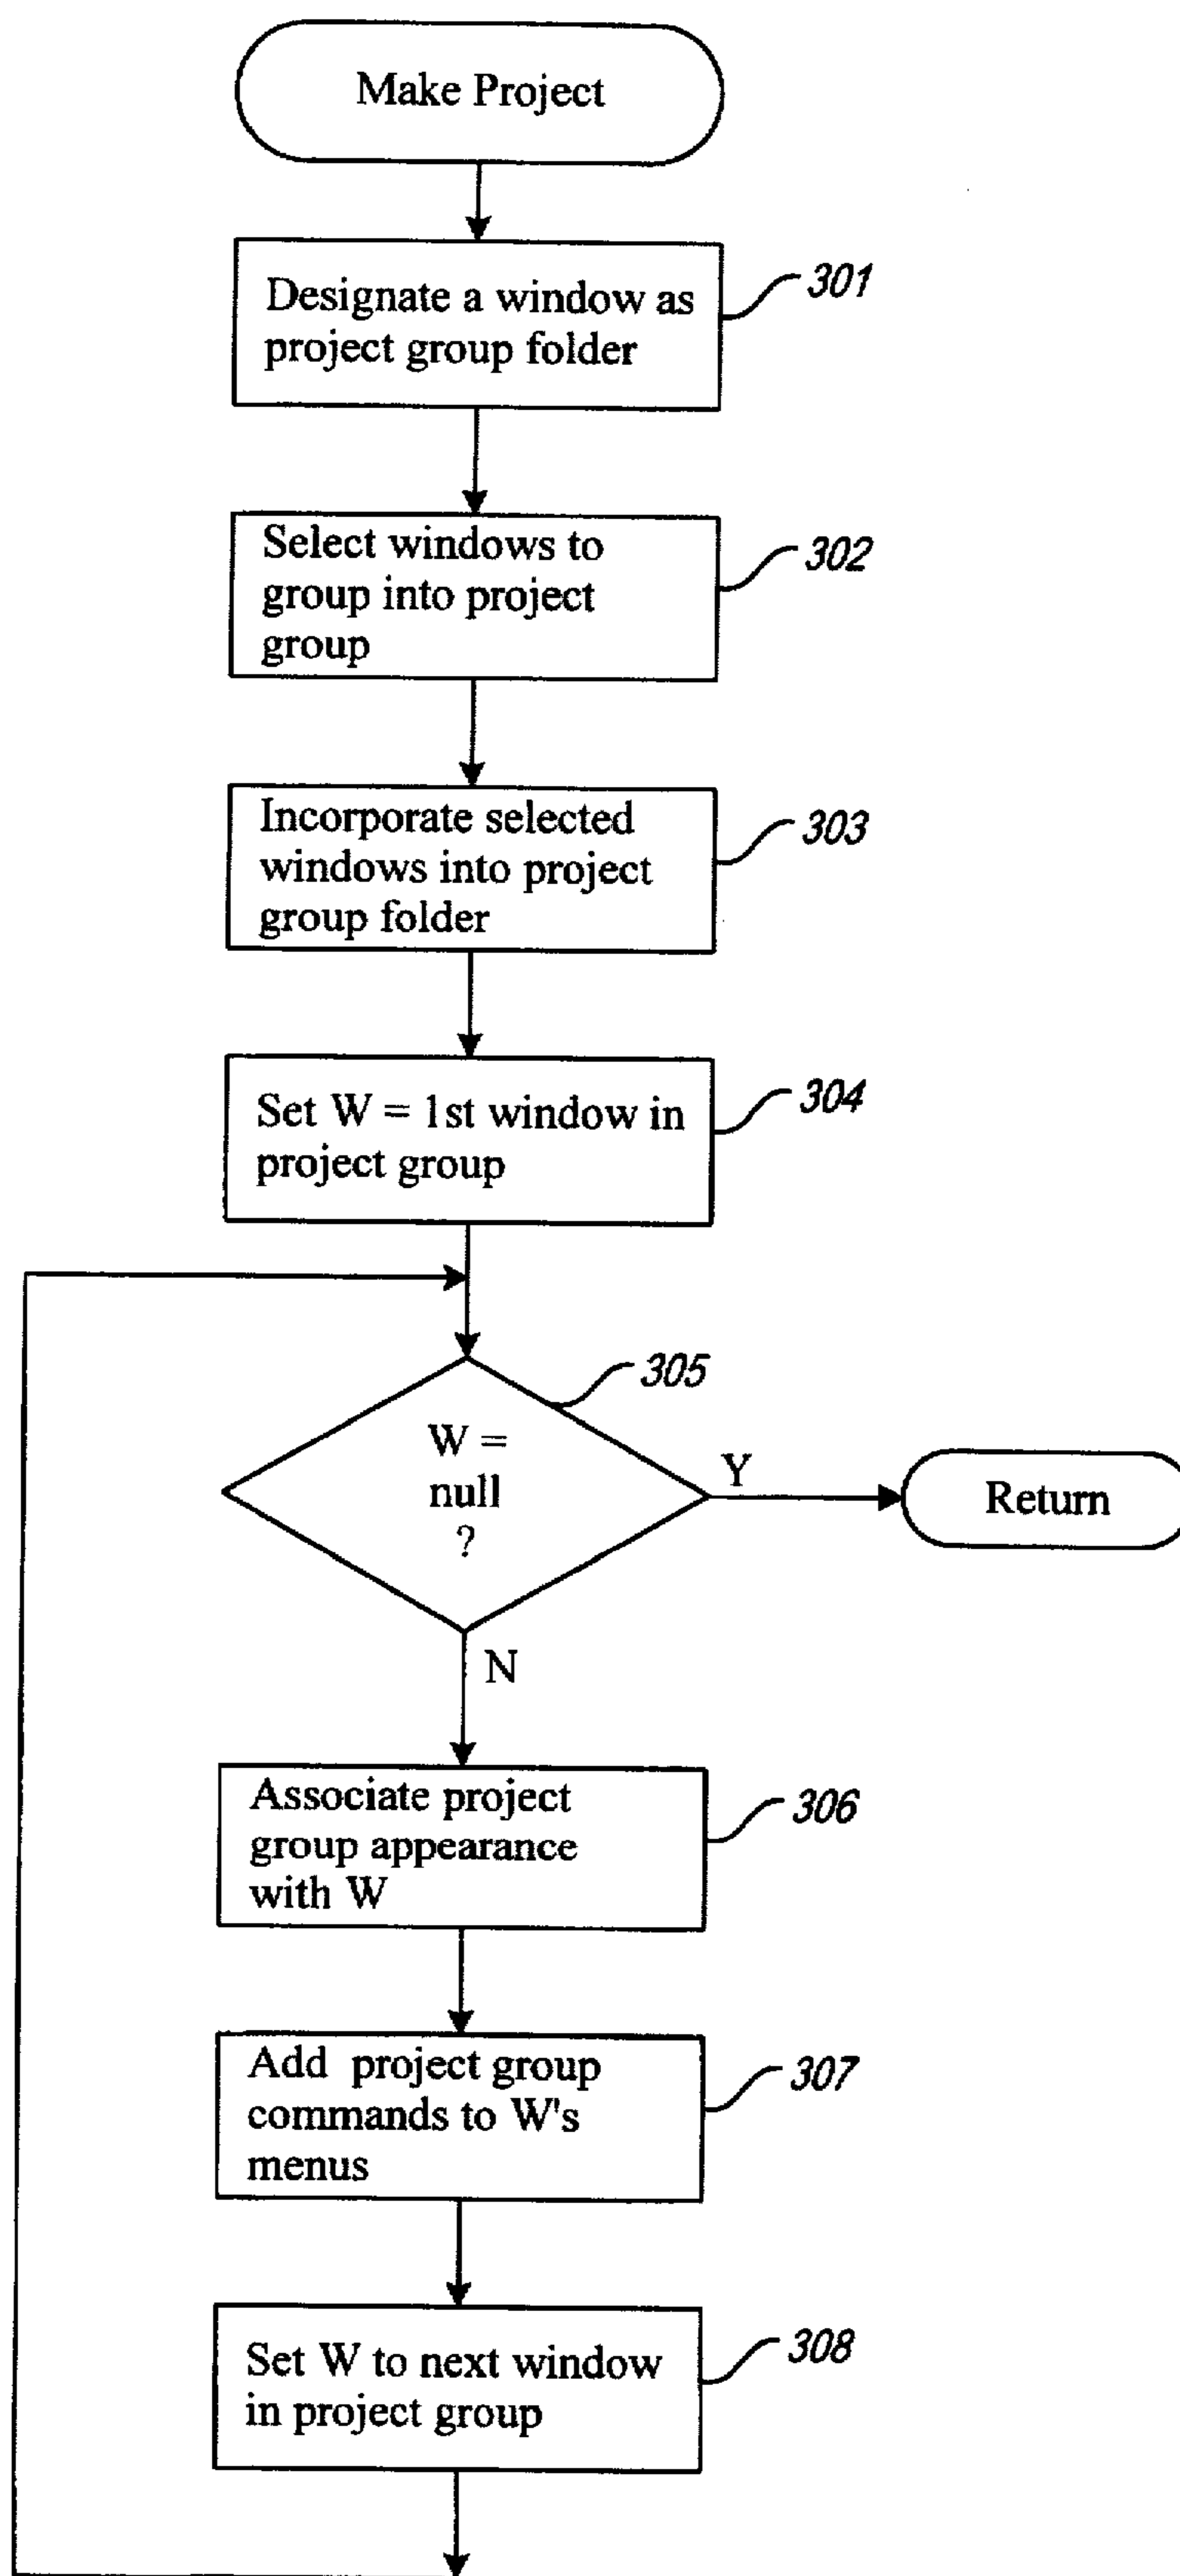 Make Project
Designate a window as
project group folder
301
Select windows to
group into project
group
302
Incorporate selected
windows into project
group folder
303
Set W = 1st window in
project group
304
305
W =
null
?
Y
Return
N
Associate project
group appearance
with W
306
Add project group
commands to W's
menus
307
Set W to next window
in project group
308